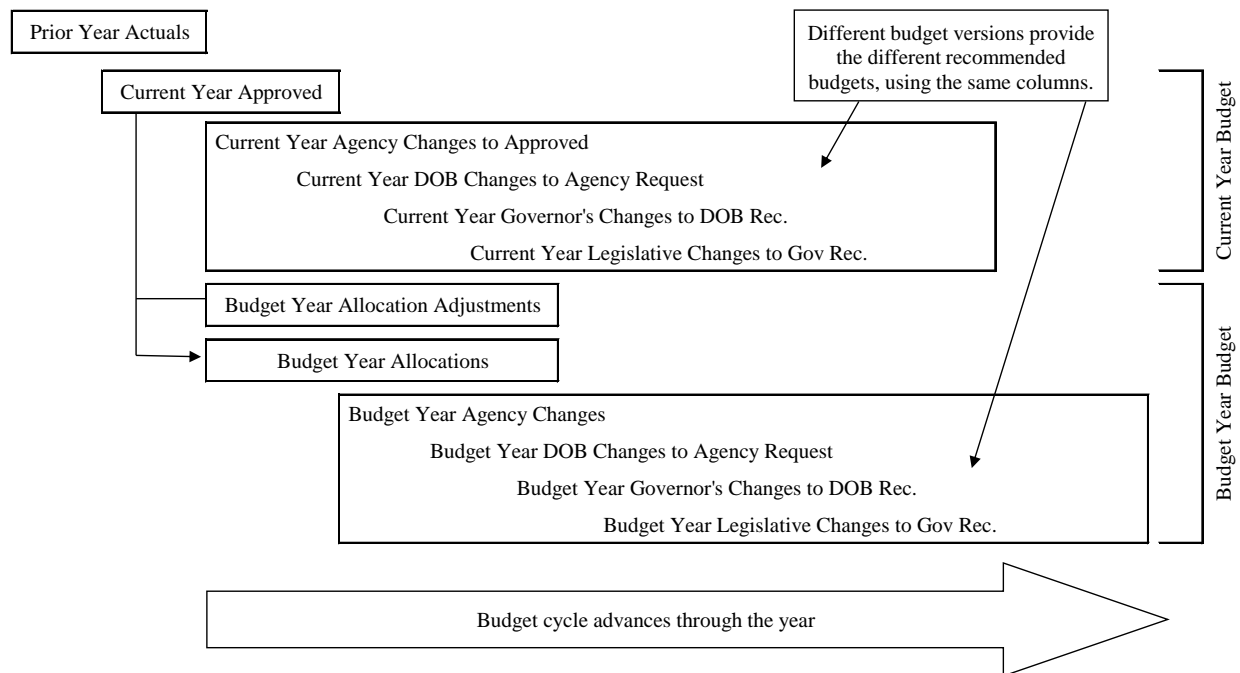 Prior Year Actuals
Different budget versions provide
the different recommended
budgets, using the same columns.
Current Year Approved
Current Year Agency Changes to Approved
Current Year DOB Changes to Agency Request
Current Year Governor's Changes to DOB Rec.
Current Year Legislative Changes to Gov Rec.
Current Year Budget
Budget Year Allocation Adjustments
Budget Year Allocations
Budget Year Agency Changes
Budget Year DOB Changes to Agency Request
Budget Year Governor's Changes to DOB Rec.
Budget Year Legislative Changes to Gov Rec.
Budget Year Budget
Budget cycle advances through the year